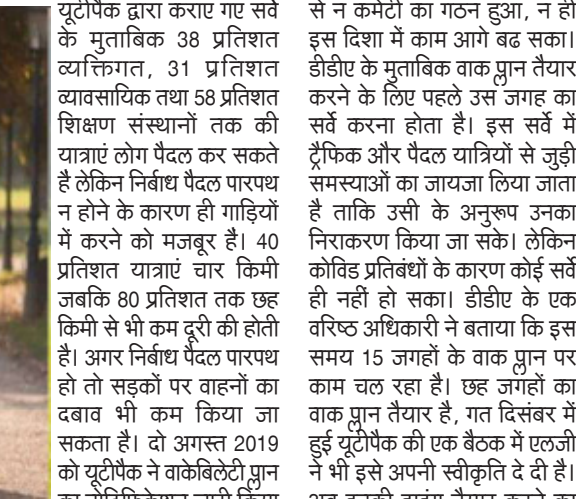 यूटीपैक द्वारा कराए गए सर्वे
के मुताबिक 38 प्रतिशत
व्यक्तिगत, 31 प्रतिशत
व्यावसायिक तथा 58 प्रतिशत
शिक्षण संस्थानों तक की
यात्राएं लोग पैदल कर सकते
है लेकिन निर्बाध पैदल पारपथ
न होने के कारण ही गाड़ियों
में करने को मजबूर हैं। 40
प्रतिशत यात्राएं चार किमी
जबकि 80 प्रतिशत तक छह
किमी से भी कम दूरी की होती
है। अगर निर्बाध पैदल पारपथ
हो तो सड़कों पर वाहनों का
दबाव भी कम किया जा
सकता है। दो अगस्त 2019
को यूटीपैक ने वाकेबिलेटी प्लान
का नोटिफिकेशन जारी किया
से न कमेटी का गठन हुआ, न ही
इस दिशा में काम आगे बढ सका।
डीडीए के मुताबिक वाक प्लान तैयार
करने के लिए पहले उस जगह का
सर्वे करना होता है। इस सर्वे में
ट्रैफिक और पैदल यात्रियों से जुड़ी
समस्याओं का जायजा लिया जाता
है ताकि उसी के अनुरूप उनका
निराकरण किया जा सके। लेकिन
कोविड प्रतिबंधों के कारण कोई सर्वे
ही नहीं हो सका। डीडीए के एक
वरिष्ठ अधिकारी ने बताया कि इस
समय 15 जगहों के वाक प्लान पर
काम चल रहा है। छह जगहों का
वाक प्लान तैयार है, गत दिसंबर में
हुई यूटीपैक की एक बैठक में एलजी
ने भी इसे अपनी स्वीकृति दे दी है।
अब इनकी ड्राइंग तैयार करने का